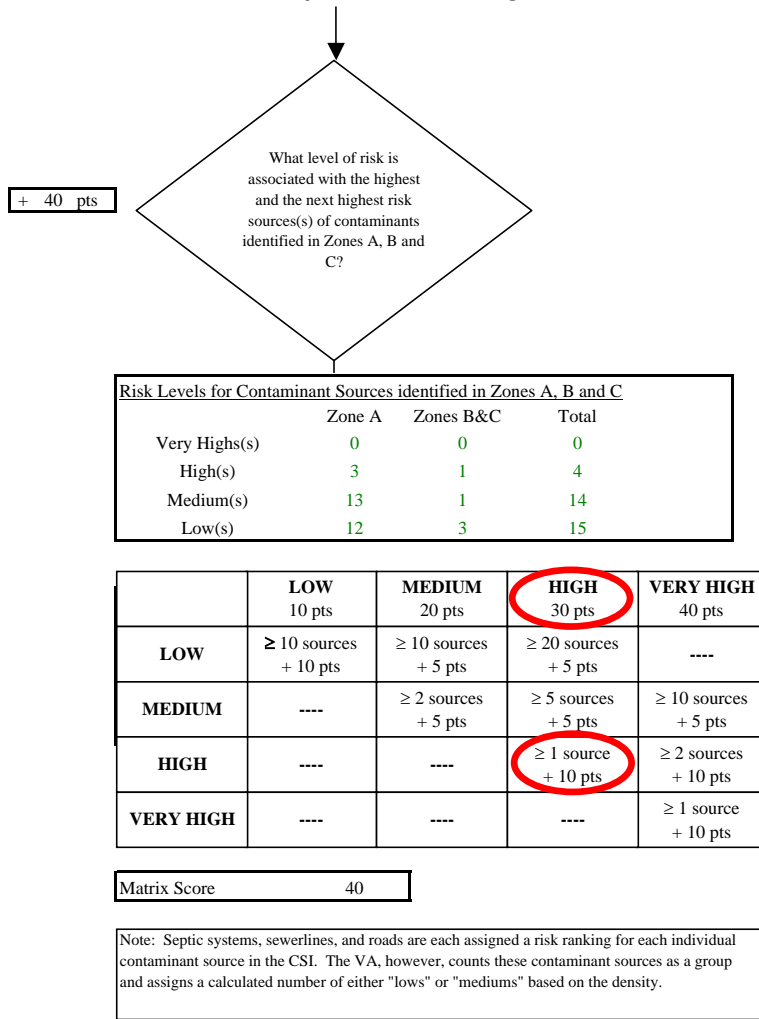 What level of risk is
associated with the highest
and the next highest risk
sources(s) of contaminants
identified in Zones A, B and
C?
+ 40 pts
Risk Levels for Contaminant Sources identified in Zones A, B and C
Zone A Zones B&C Total
Very Highs(s) 0 0 0
High(s) 3 1 4
Medium(s) 13 1 14
Low(s) 12 3 15
LOW MEDIUM HIGH VERY HIGH
10 pts 20 pts 30 pts 40 pts
LOW ≥ 10 sources + 10 pts ≥ 10 sources + 5 pts ≥ 20 sources + 5 pts ----
MEDIUM ---- ≥ 2 sources + 5 pts ≥ 5 sources + 5 pts ≥ 10 sources + 5 pts
HIGH ---- ---- ≥ 1 source + 10 pts ≥ 2 sources + 10 pts
VERY HIGH ---- ---- ---- ≥ 1 source + 10 pts
Matrix Score 40
Note: Septic systems, sewerlines, and roads are each assigned a risk ranking for each individual
contaminant source in the CSI. The VA, however, counts these contaminant sources as a group
and assigns a calculated number of either "lows" or "mediums" based on the density.